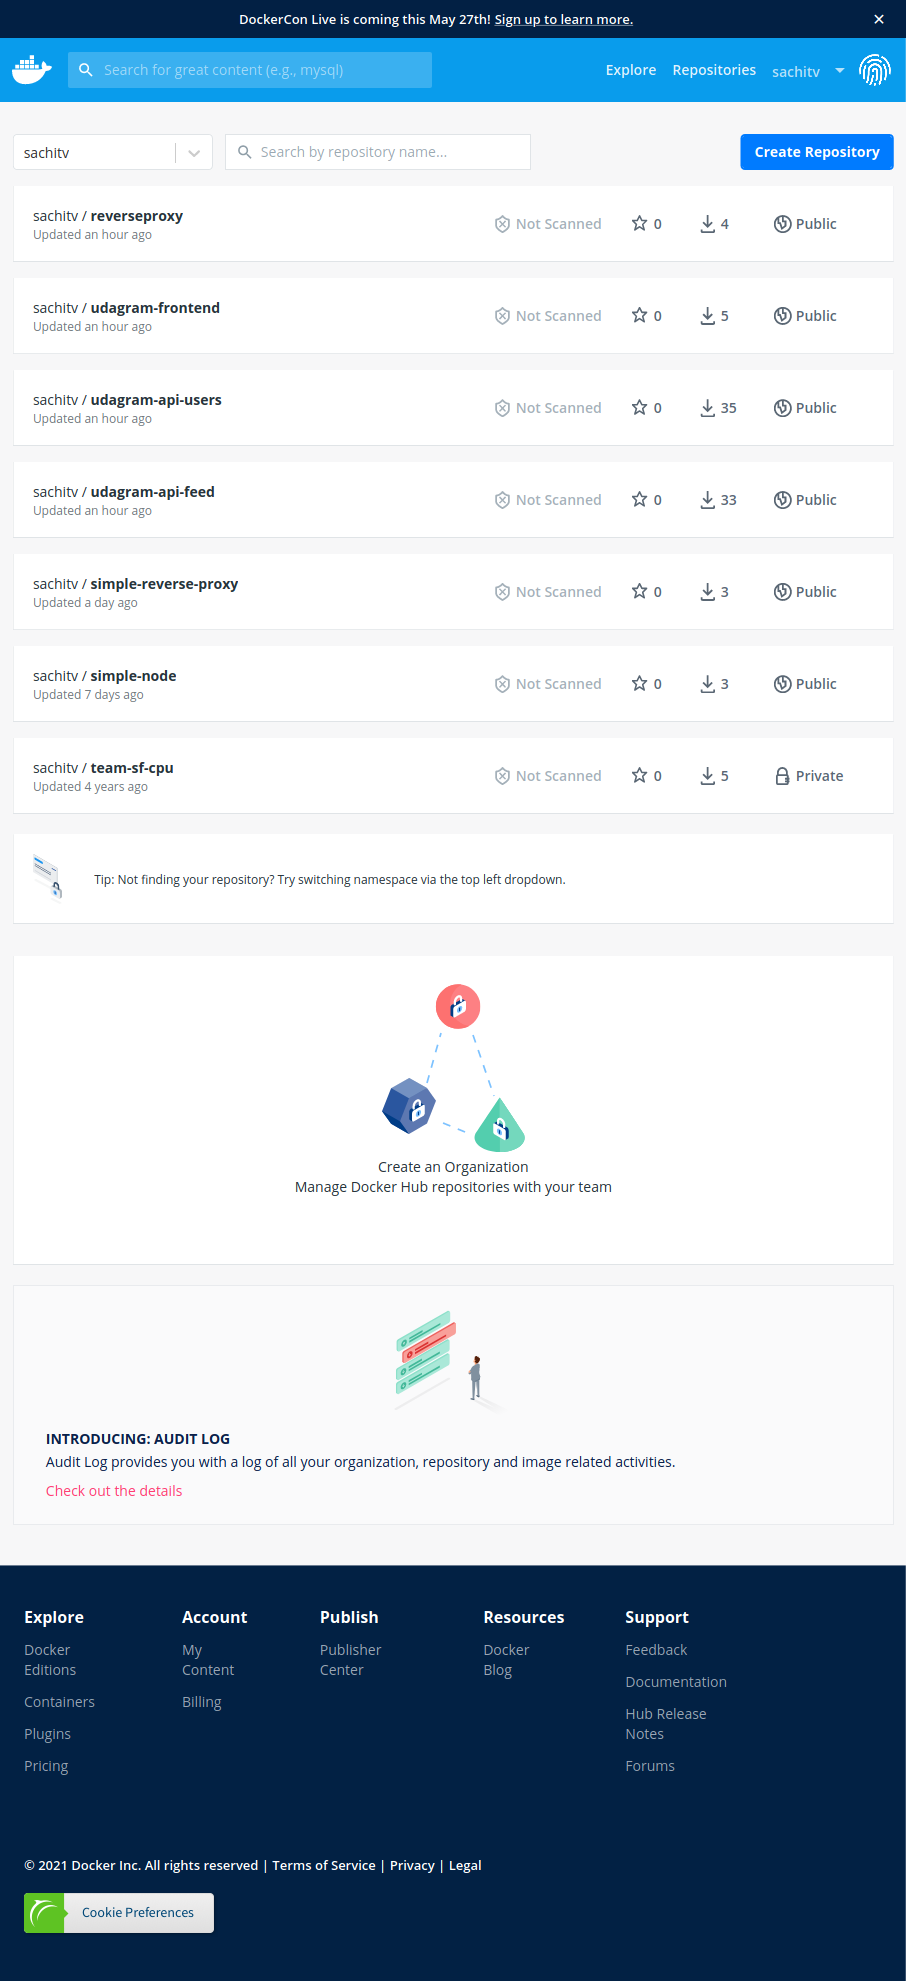 DockerCon Live is coming this May 27th! Sign up to learn more. ×
Search for great content (e.g., mysql) Explore Repositories sachitv
sachitv Search by repository name... Create Repository
sachitv / reverseproxy Not Scanned 0 4 Public
Updated an hour ago
sachitv / udagram-frontend Not Scanned 0 5 Public
Updated an hour ago
sachitv / udagram-api-users Not Scanned 0 35 Public
Updated an hour ago
sachitv / udagram-api-feed Not Scanned 0 33 Public
Updated an hour ago
sachitv / simple-reverse-proxy Not Scanned 0 3 Public
Updated a day ago
sachitv / simple-node Not Scanned 0 3 Public
Updated 7 days ago
sachitv / team-sf-cpu Not Scanned 0 5 Private
Updated 4 years ago
Tip: Not finding your repository? Try switching namespace via the top left dropdown.
Create an Organization
Manage Docker Hub repositories with your team
INTRODUCING: AUDIT LOG
Audit Log provides you with a log of all your organization, repository and image related activities.
Check out the details
Explore
Docker
Editions
Containers
Plugins
Pricing
Account
My
Content
Billing
Publish
Publisher
Center
Resources
Docker
Blog
Support
Feedback
Documentation
Hub Release
Notes
Forums
© 2021 Docker Inc. All rights reserved | Terms of Service | Privacy | Legal
Cookie Preferences